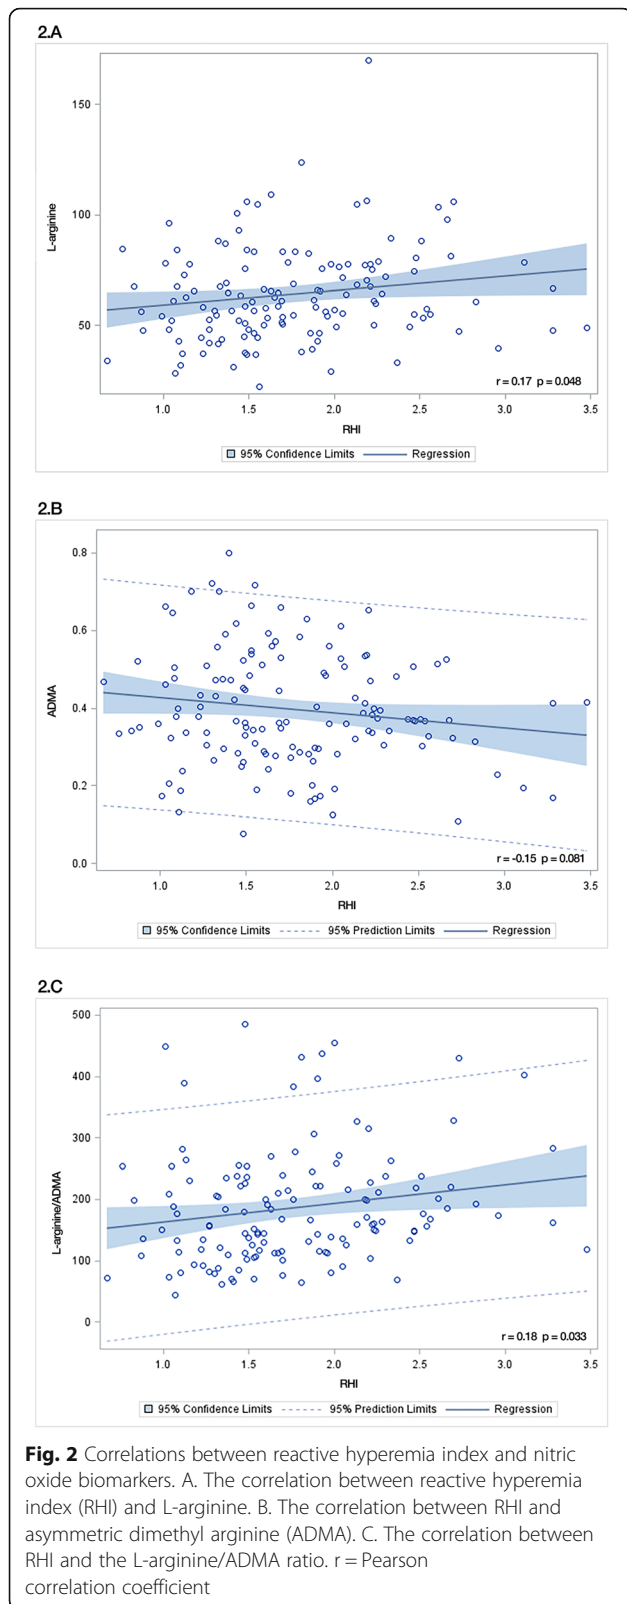 2.A
150
100
50
L-arginine
r = 0.17 p = 0.048
1.0 1.5 2.0 2.5 3.0 3.5
RHI
95% Confidence Limits Regression
2.B
0.8
0.6
0.4
0.2
0.0
ADMA
r = -0.15 p = 0.081
1.0 1.5 2.0 2.5 3.0 3.5
RHI
95% Confidence Limits 95% Prediction Limits Regression
2.C
500
400
300
200
100
0
L-arginine/ADMA
r = 0.18 p = 0.033
1.0 1.5 2.0 2.5 3.0 3.5
RHI
95% Confidence Limits 95% Prediction Limits Regression
Fig. 2 Correlations between reactive hyperemia index and nitric
oxide biomarkers. A. The correlation between reactive hyperemia
index (RHI) and L-arginine. B. The correlation between RHI and
asymmetric dimethyl arginine (ADMA). C. The correlation between
RHI and the L-arginine/ADMA ratio. r = Pearson
correlation coefficient